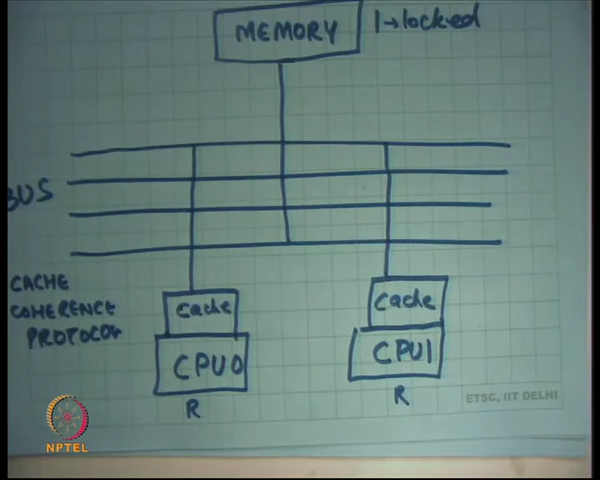 MEMORY
1→locked
BUS
CACHE
COHERENCE
PROTOCOL
cache
CPU0
R
cache
CPU1
R
ETSC, IIT DELHI
NPTEL